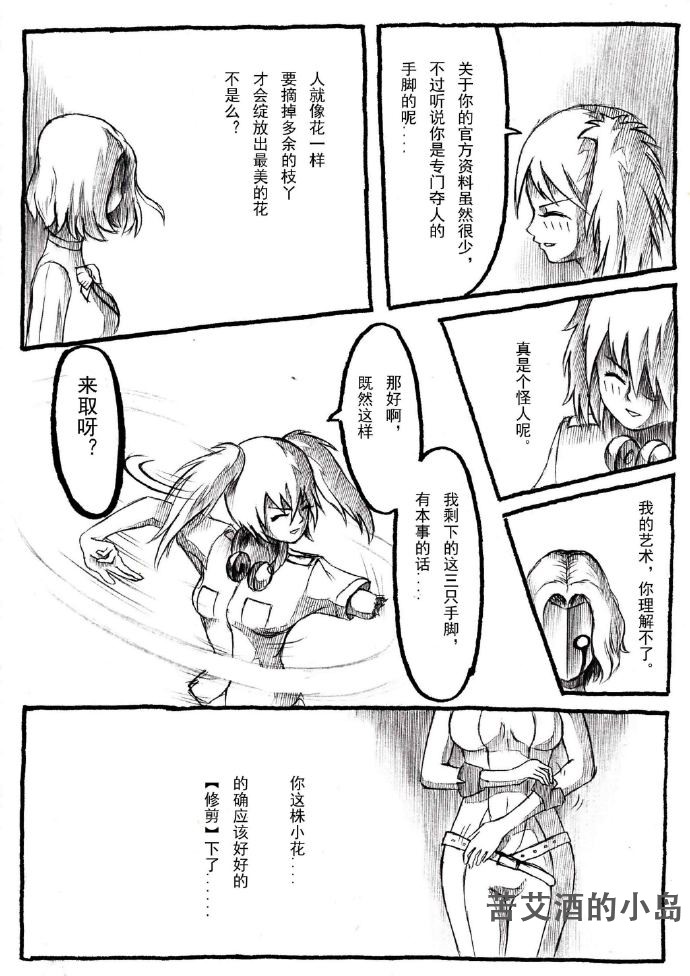 关于你的官方资料虽然很少，
不过听说你是专门夺人的
手脚的呢····
人就像花一样
要摘掉多余的枝丫
才会绽放出最美的花
不是么？
真是个怪人呢。
我的艺术，你理解不了。
那好啊，
既然这样
我剩下的这三只手脚，
有本事的话····
来取呀？
你这株小花····
的确应该好好的
【修剪】下了······
苦艾酒的小岛